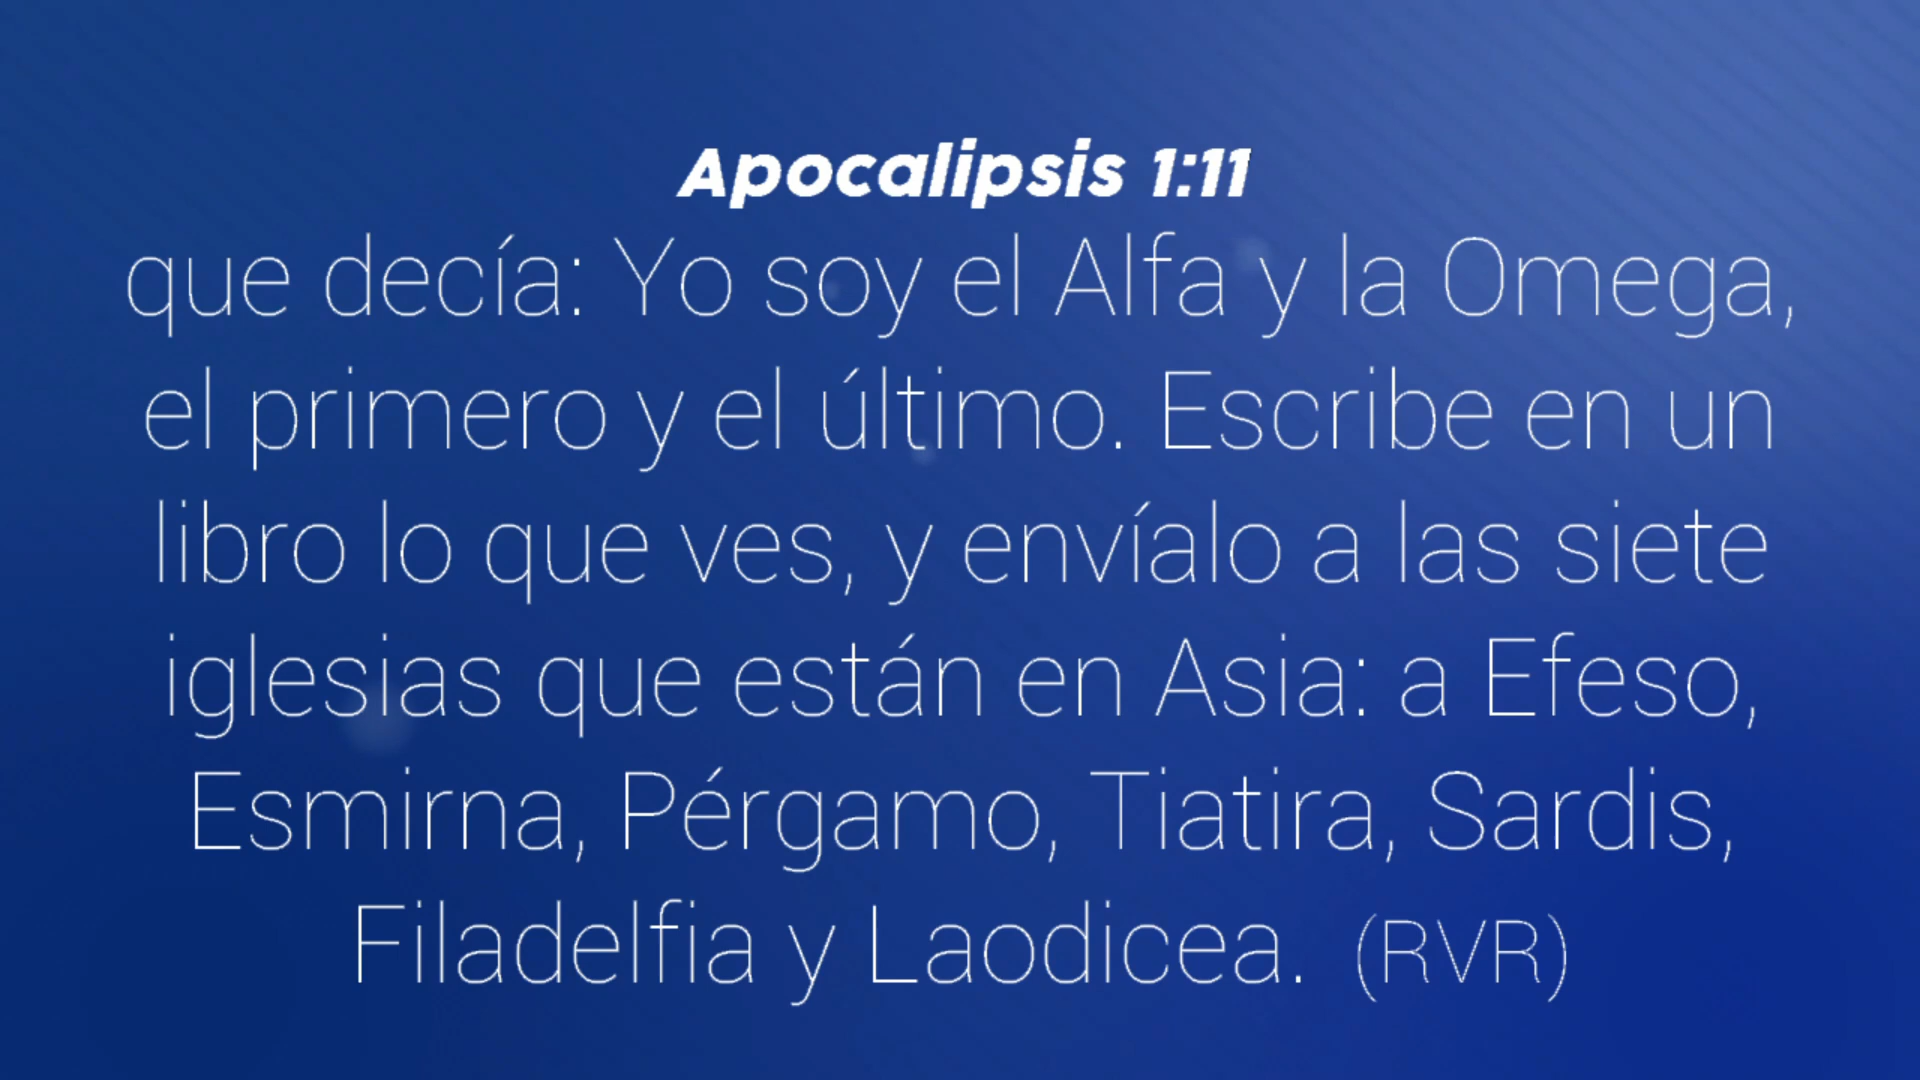 Apocalipsis 1:11
que decía: Yo soy el Alfa y la Omega,
el primero y el último. Escribe en un
libro lo que ves, y envíalo a las siete
iglesias que están en Asia: a Efeso,
Esmirna, Pérgamo, Tiatira, Sardis,
Filadelfia y Laodicea. (RVR)